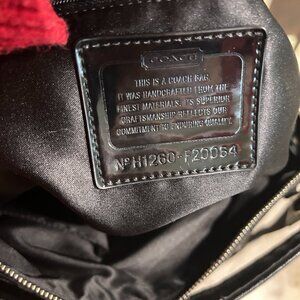 COACH
THIS IS A COACH BAG.
IT WAS HANDCRAFTED FROM THE
FINEST MATERIALS. IT'S SUPERIOR
CRAFTSMANSHIP REFLECTS OUR
COMMITMENT TO ENDURING QUALITY.
Nº H1260-F20054